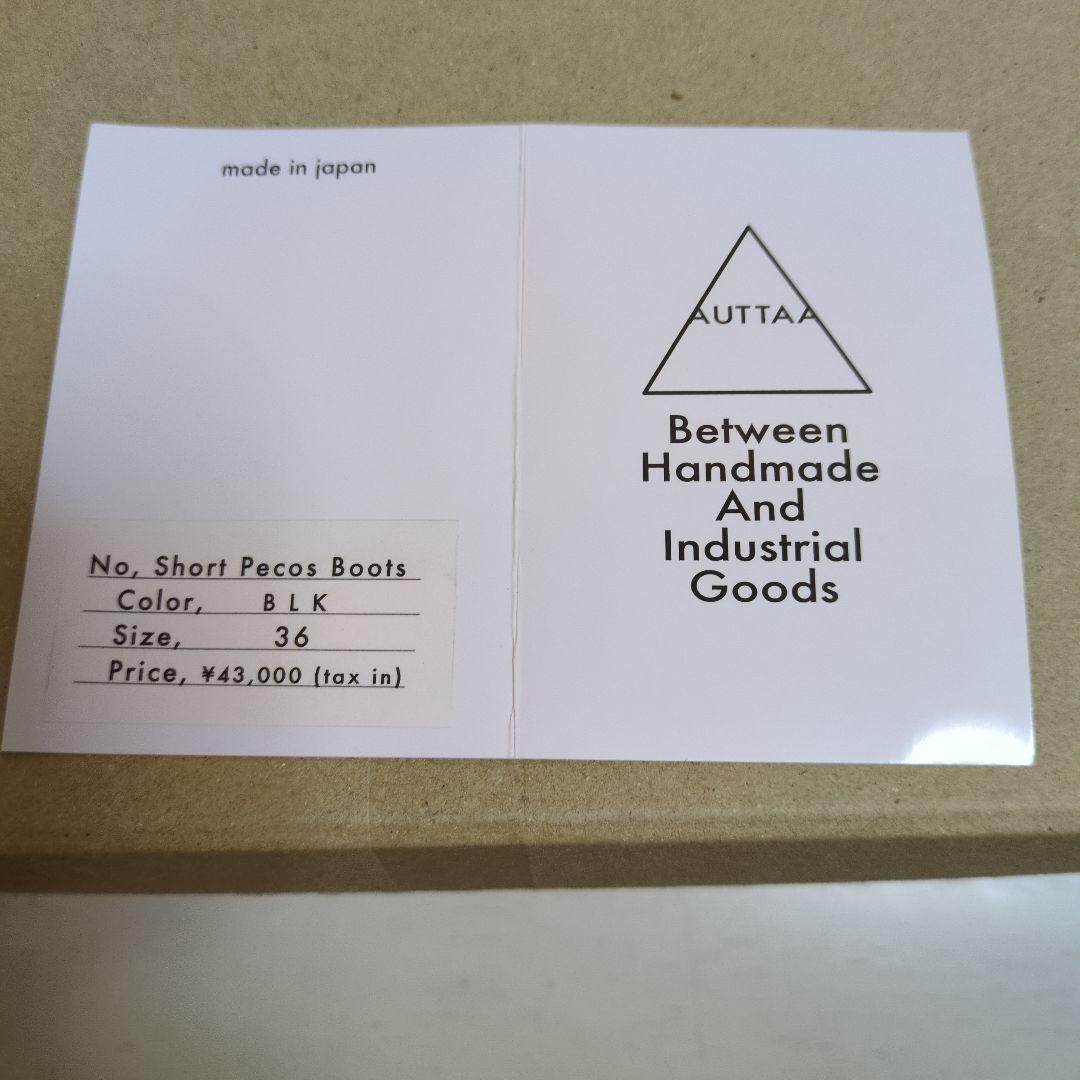 made in japan
No, Short Pecos Boots
Color, BLK
Size, 36
Price, ¥43,000 (tax in)
AUTTAA
Between
Handmade
And
Industrial
Goods